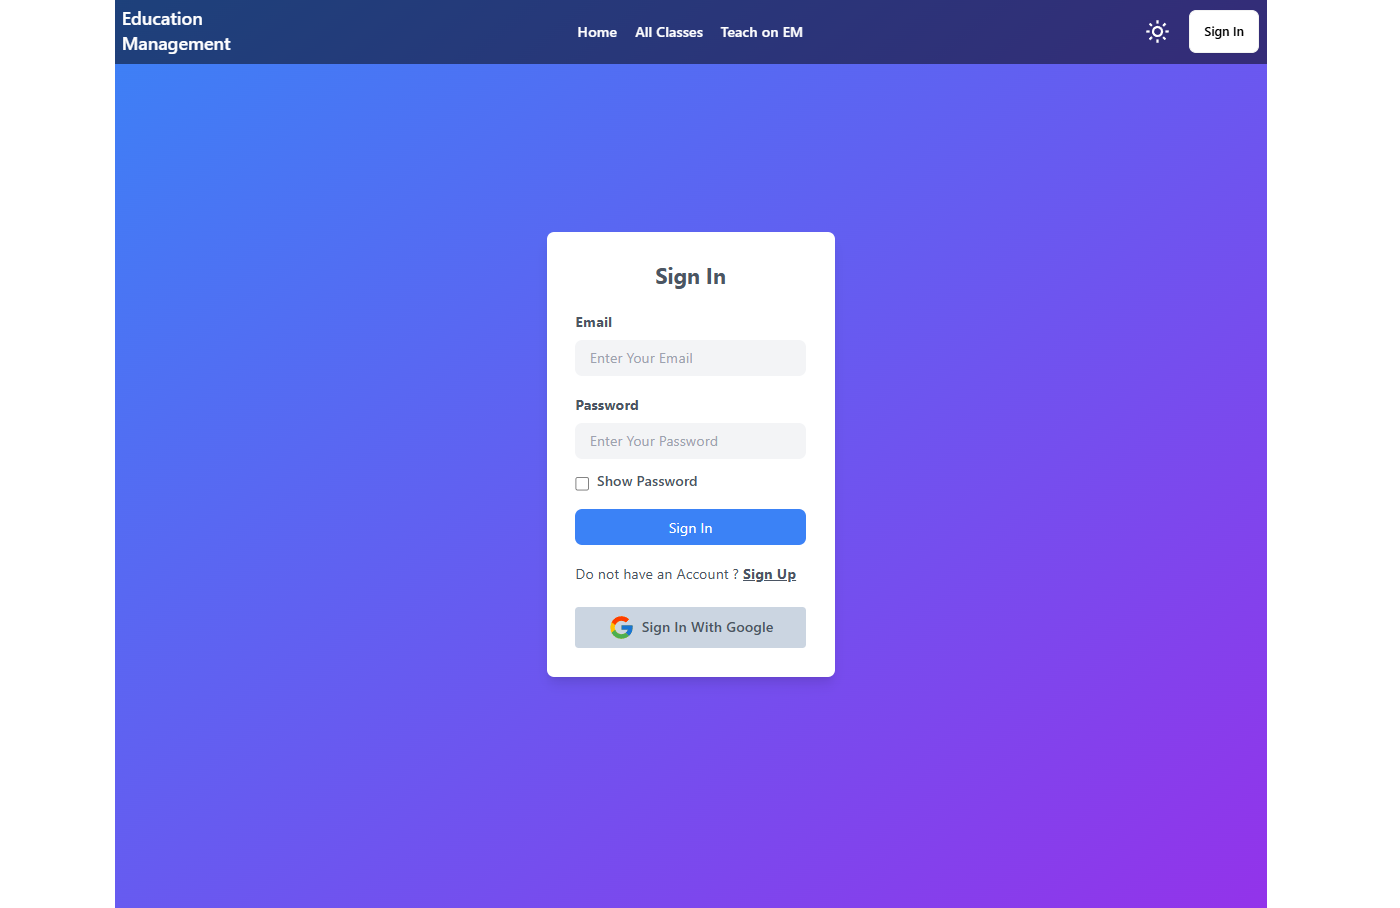 Education
Management
Home All Classes Teach on EM
Sign In
Sign In
Email
Enter Your Email
Password
Enter Your Password
Show Password
Sign In
Do not have an Account ? Sign Up
Sign In With Google